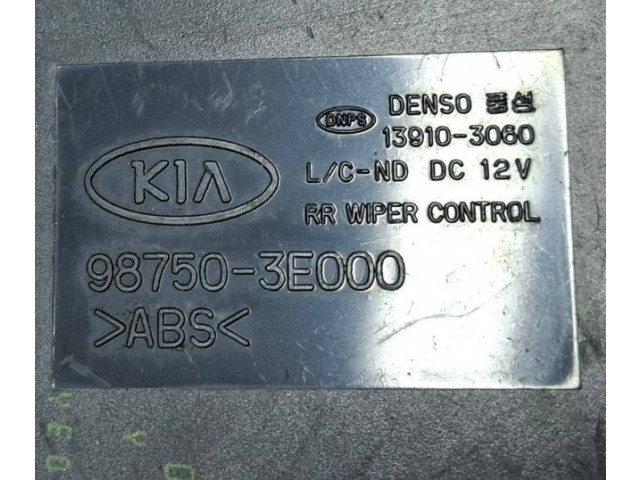 DNPS DENSO 풍성
13910-3060
L/C-ND DC 12V
KIA
RR WIPER CONTROL
98750-3E000
>ABS<